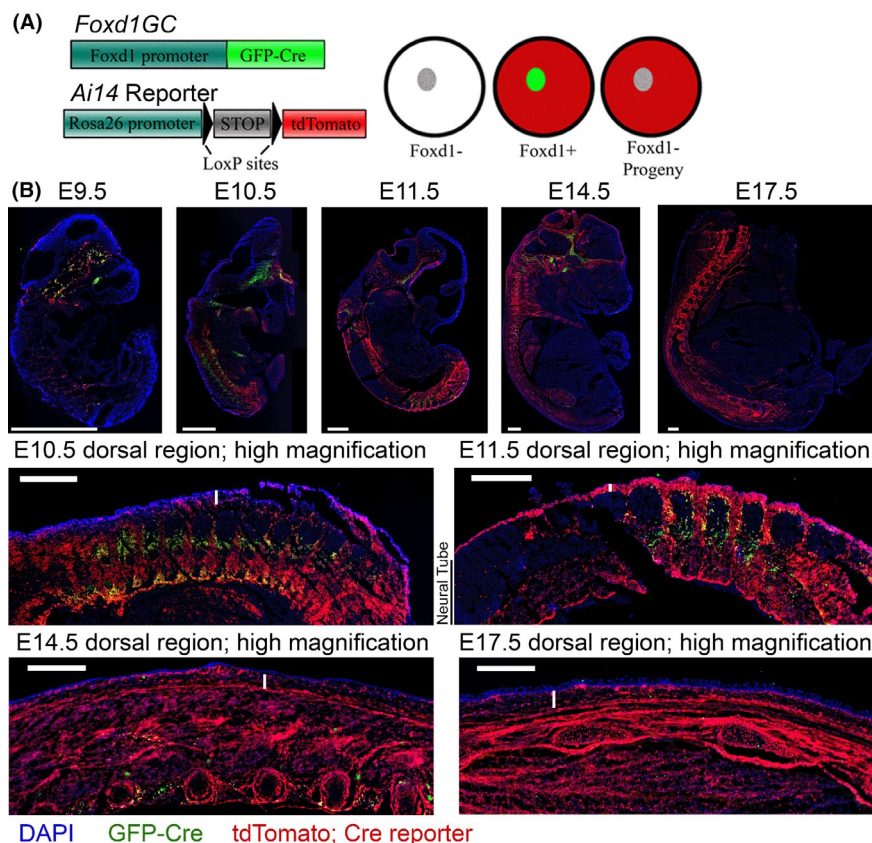 (A)
Foxd1GC
Foxd1 promoter GFP-Cre
Ai14 Reporter
Rosa26 promoter STOP tdTomato
LoxP sites
Foxd1- Foxd1+ Foxd1-
Progeny
(B) E9.5 E10.5 E11.5 E14.5 E17.5
E10.5 dorsal region; high magnification E11.5 dorsal region; high magnification
Neural Tube
E14.5 dorsal region; high magnification E17.5 dorsal region; high magnification
DAPI GFP-Cre tdTomato; Cre reporter